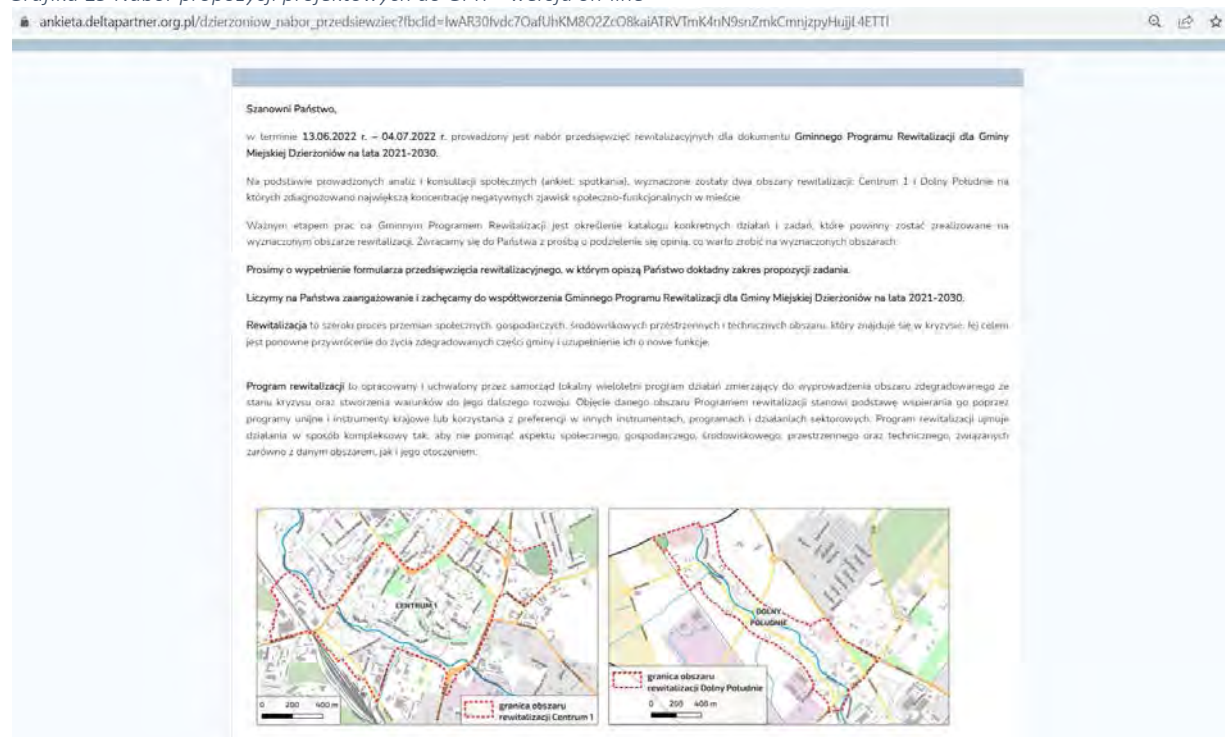 ankieta.deltapartner.org.pl/dzierzoniow_nabor_przedsiewziec?fbclid=
Szanowni Państwo,
w terminie 13.06.2022 r. – 04.07.2022 r. prowadzony jest nabór przedsięwzięć rewitalizacyjnych dla dokumentu Gminnego Programu Rewitalizacji dla Gminy
Miejskiej Dzierżoniów na lata 2021-2030.
Na podstawie prowadzonych analiz i konsultacji społecznych (ankiet, spotkania), wyznaczone zostały dwa obszary rewitalizacji: Centrum 1 i Dolny Południe na
których zdiagnozowano największą koncentrację negatywnych zjawisk społeczno-funkcjonalnych w mieście
Ważnym etapem prac na Gminnym Programem Rewitalizacji jest określenie katalogu konkretnych działań i zadań, które powinny zostać zrealizowane na
wyznaczonym obszarze rewitalizacji. Zwracamy się do Państwa z prośbą o podzielenie się opinią, co warto zrobić na wyznaczonych obszarach.
Prosimy o wypełnienie formularza przedsięwzięcia rewitalizacyjnego, w którym opiszą Państwo dokładny zakres propozycji zadania.
Liczymy na Państwa zaangażowanie i zachęcamy do współtworzenia Gminnego Programu Rewitalizacji dla Gminy Miejskiej Dzierżoniów na lata 2021-2030.
Rewitalizacja to szeroki proces przemian społecznych, gospodarczych, środowiskowych przestrzennych i technicznych obszaru, który znajduje się w kryzysie. Jej celem
jest ponowne przywrócenie do życia zdegradowanych części gminy i uzupełnienie ich o nowe funkcje.
Program rewitalizacji to opracowany i uchwalony przez samorząd lokalny wieloletni program działań zmierzający do wyprowadzenia obszaru zdegradowanego ze
stanu kryzysu oraz stworzenia warunków do jego dalszego rozwoju. Objęcie danego obszaru Programem rewitalizacji stanowi podstawę wspierania go poprzez
programy unijne i instrumenty krajowe lub korzystania z preferencji w innych instrumentach, programach i działaniach sektorowych. Program rewitalizacji ujmuje
działania w sposób kompleksowy tak, aby nie pominąć aspektu społecznego, gospodarczego, środowiskowego, przestrzennego oraz technicznego, związanych
zarówno z danym obszarem, jak i jego otoczeniem.
CENTRUM 1
0 200 400 m
granica obszaru
rewitalizacji Centrum 1
DOLNY
POŁUDNIE
granica obszaru
rewitalizacji Dolny Południe
0 200 400 m